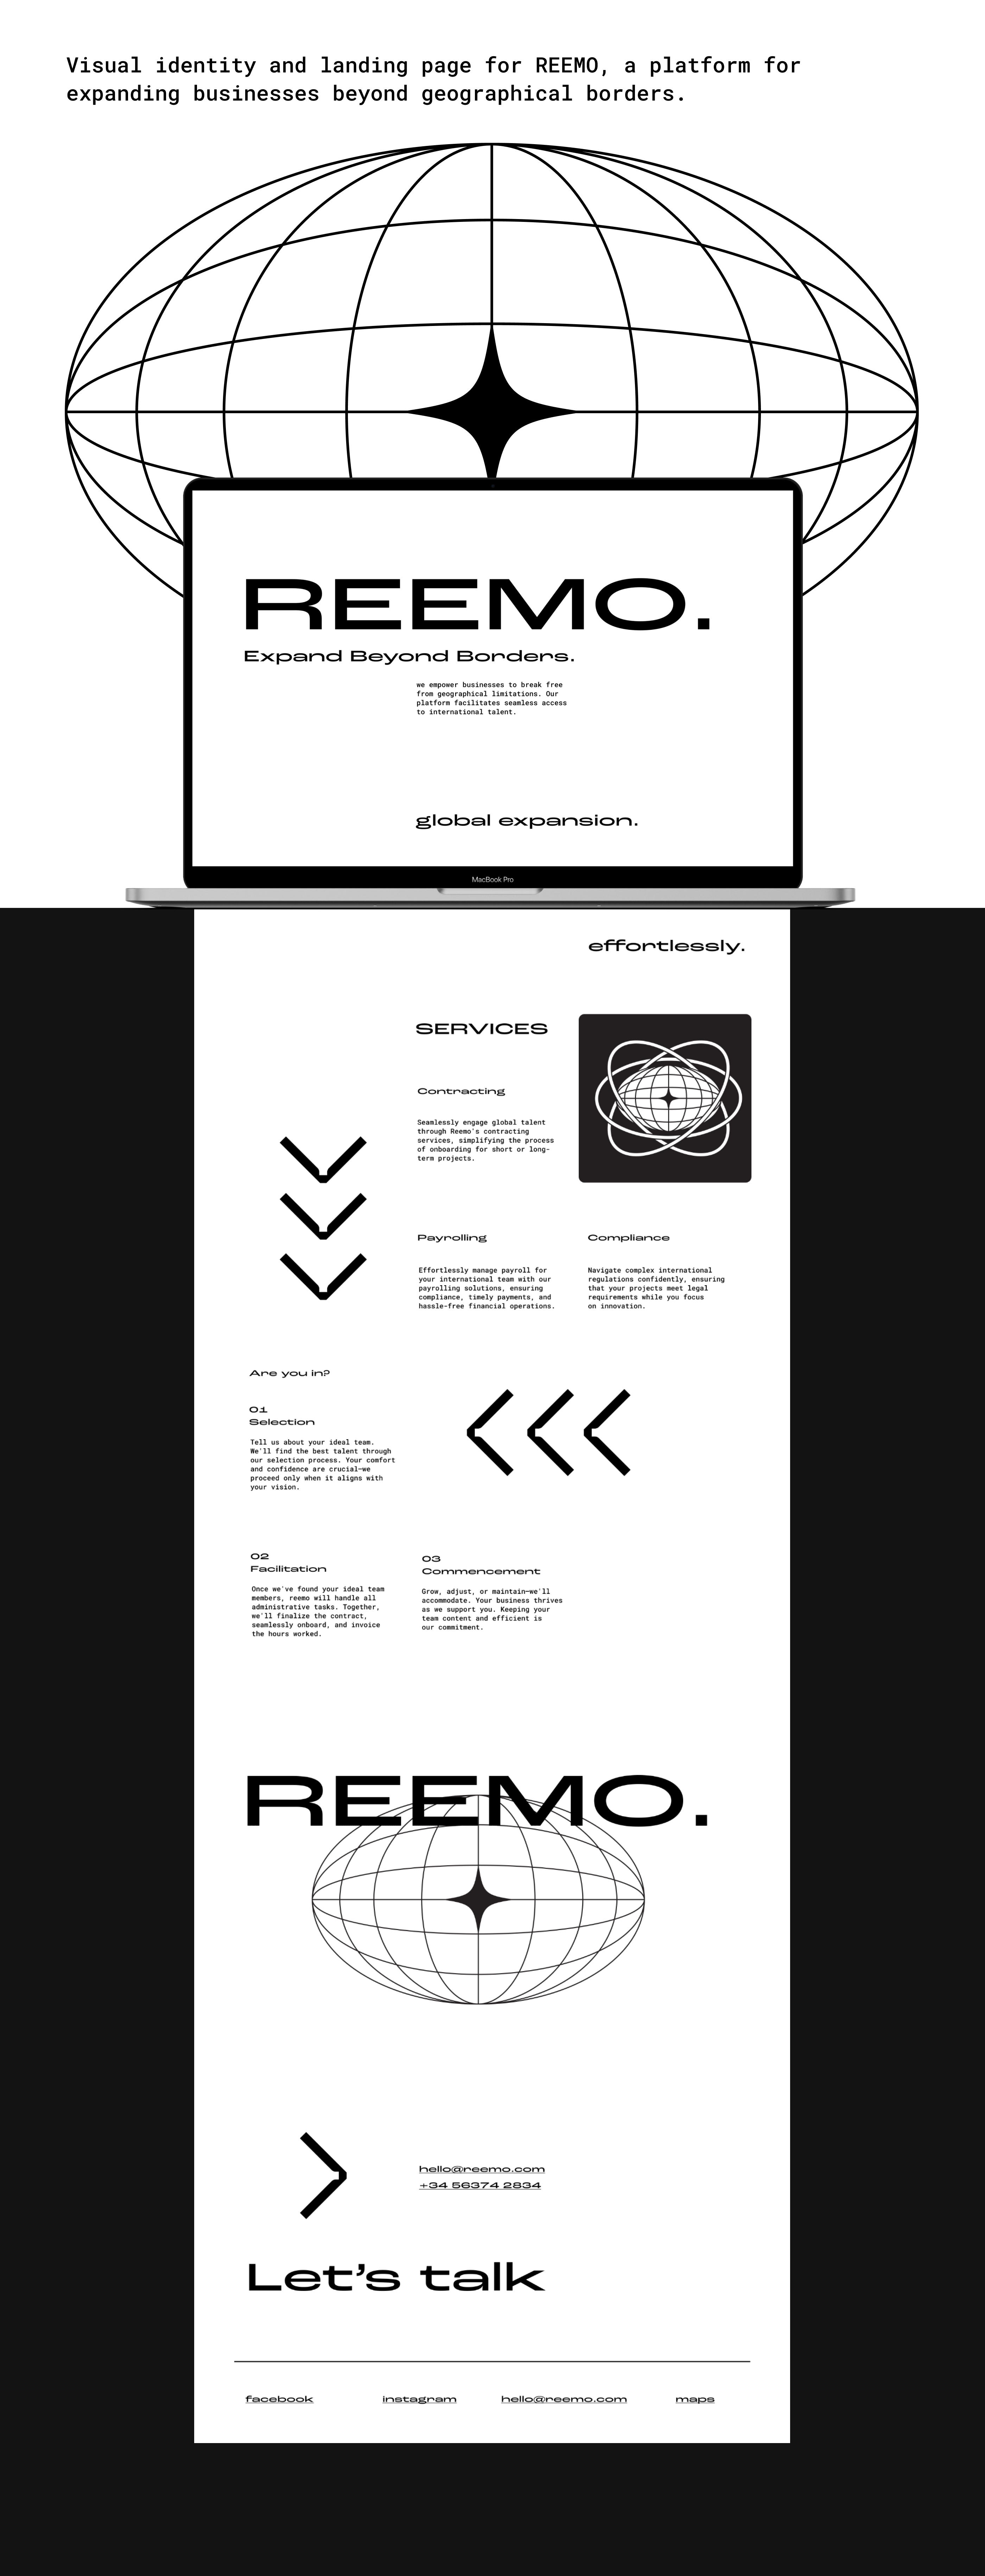 Visual identity and landing page for REEMO, a platform for
expanding businesses beyond geographical borders.
REEMO.
Expand Beyond Borders.
we empower businesses to break free
from geographical limitations. Our
platform facilitates seamless access
to international talent.
global expansion.
MacBook Pro
effortlessly.
SERVICES
Contracting
Seamlessly engage global talent
through Reemo's contracting
services, simplifying the process
of onboarding for short or long-
term projects.
Payrolling
Effortlessly manage payroll for
your international team with our
payrolling solutions, ensuring
compliance, timely payments, and
hassle-free financial operations.
Compliance
Navigate complex international
regulations confidently, ensuring
that your projects meet legal
requirements while you focus
on innovation.
Are you in?
01
Selection
Tell us about your ideal team.
We'll find the best talent through
our selection process. Your comfort
and confidence are crucial—we
proceed only when it aligns with
your vision.
02
Facilitation
Once we've found your ideal team
members, reemo will handle all
administrative tasks. Together,
we'll finalize the contract,
seamlessly onboard, and invoice
the hours worked.
03
Commencement
Grow, adjust, or maintain—we'll
accommodate. Your business thrives
as we support you. Keeping your
team content and efficient is
our commitment.
REEMO.
hello@reemo.com
+34 56374 2834
Let's talk
facebook
instagram
hello@reemo.com
maps